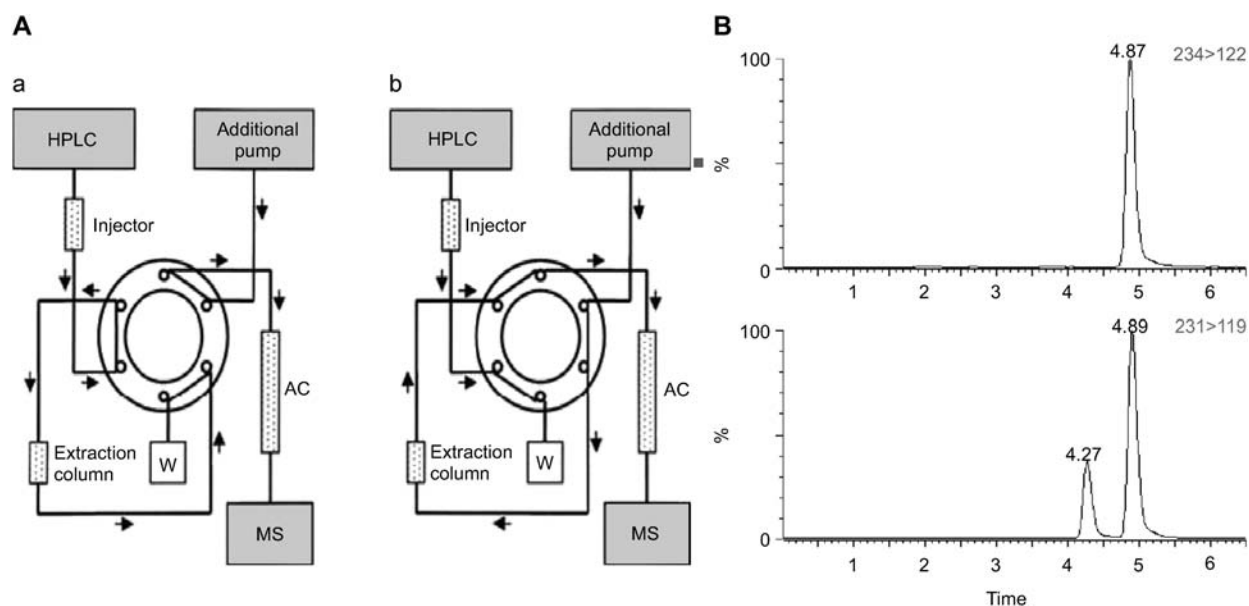 A
a
HPLC
Additional
pump
Injector
AC
Extraction
column
W
MS
b
HPLC
Additional
pump
Injector
AC
Extraction
column
W
MS
B
4.87
234>122
100
%
0
1 2 3 4 5 6
4.89
231>119
100
%
4.27
0
1 2 3 4 5 6
Time